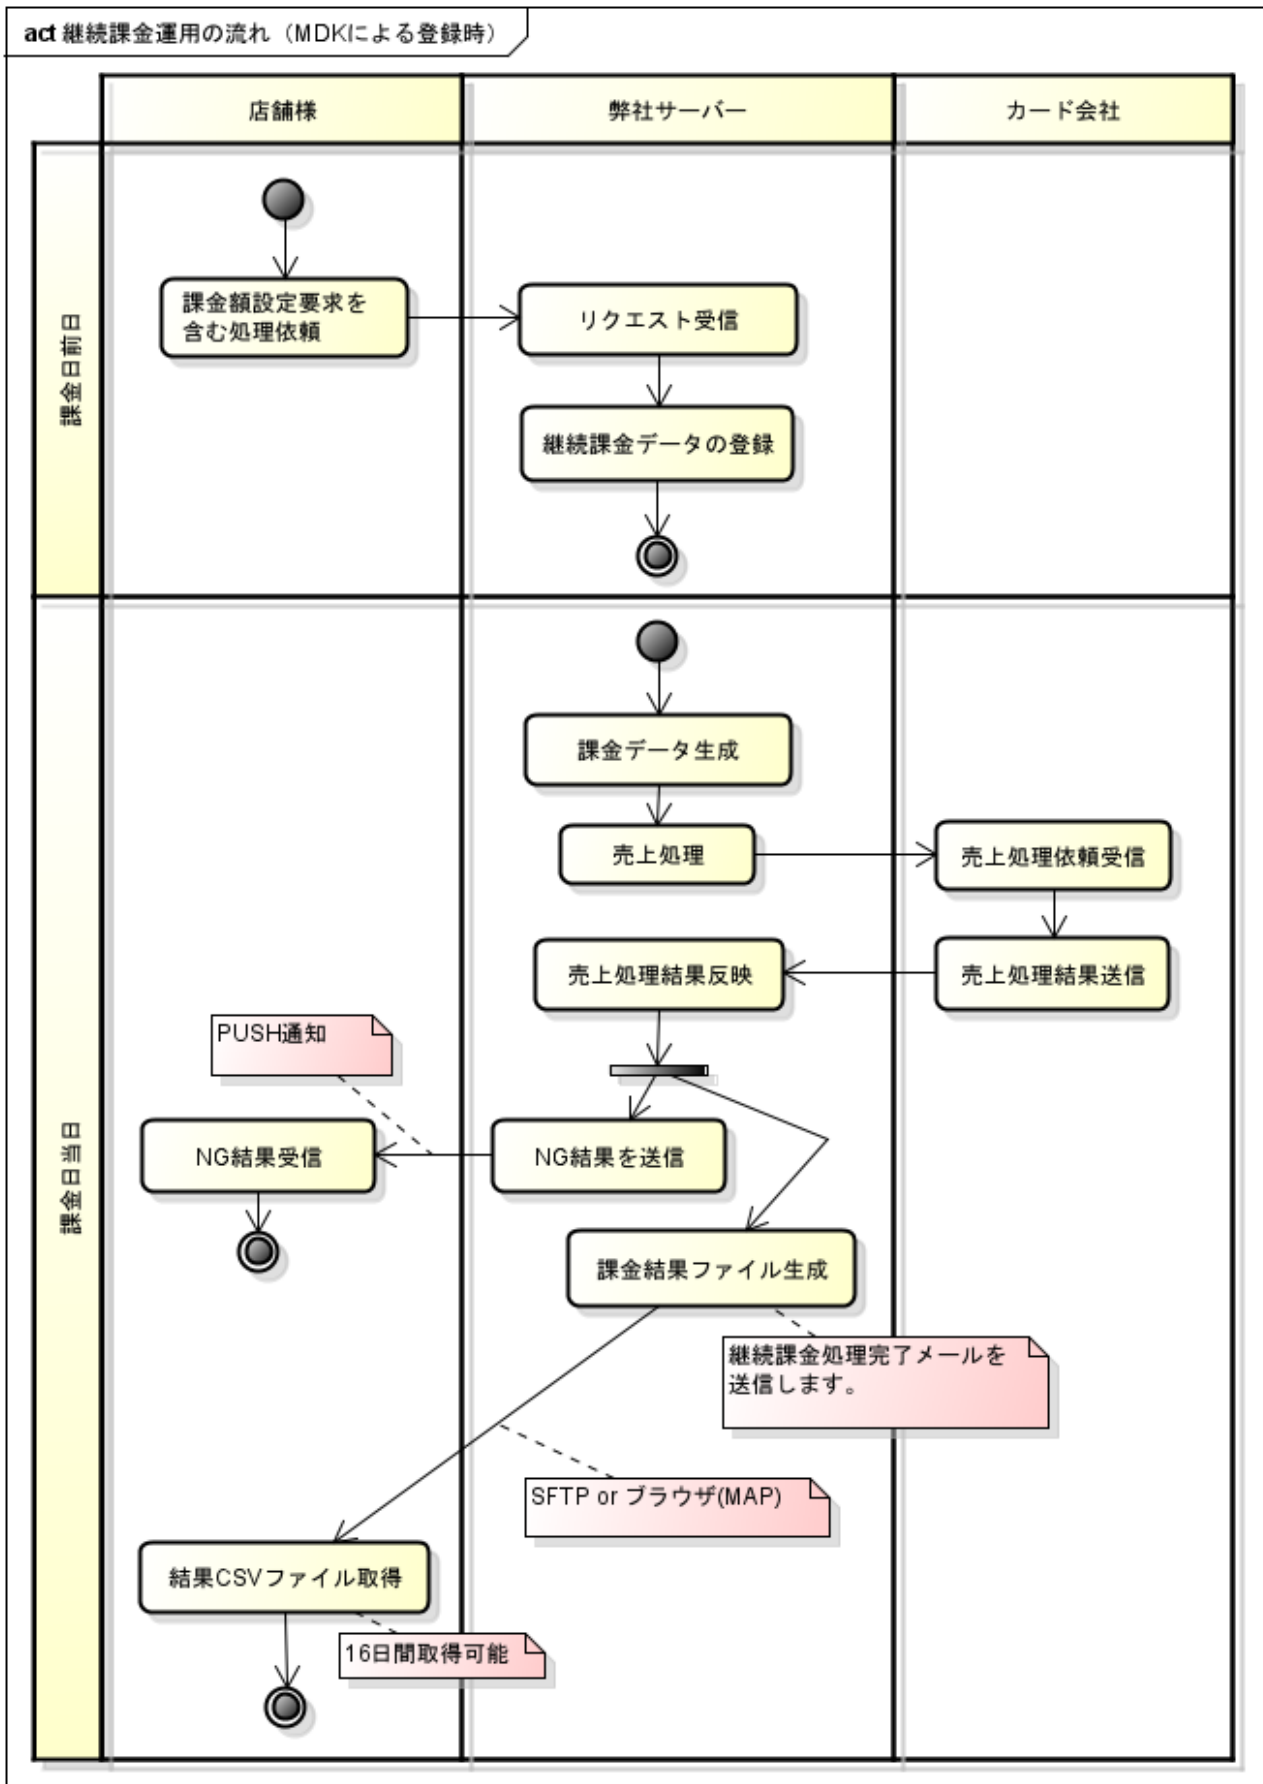 act 継続課金運用の流れ（MDKによる登録時）
店舗様
弊社サーバー
カード会社
課金日前日
課金額設定要求を
含む処理依頼
リクエスト受信
継続課金データの登録
課金日当日
課金データ生成
売上処理
売上処理依頼受信
売上処理結果反映
売上処理結果送信
PUSH通知
NG結果受信
NG結果を送信
課金結果ファイル生成
継続課金処理完了メールを
送信します。
SFTP or ブラウザ(MAP)
結果CSVファイル取得
16日間取得可能